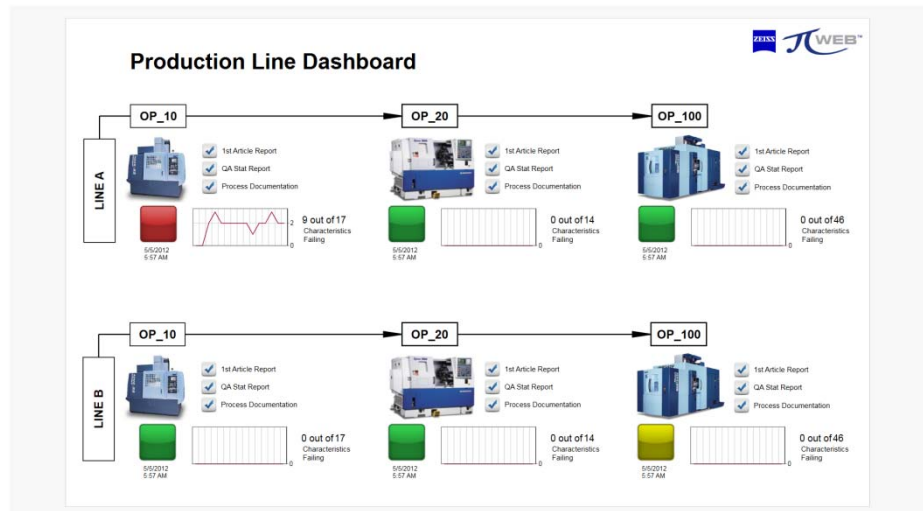 ZEISS
WEB™
Production Line Dashboard
OP_10
OP_20
OP_100
LINE A
1st Article Report
QA Stat Report
Process Documentation
1st Article Report
QA Stat Report
Process Documentation
1st Article Report
QA Stat Report
Process Documentation
2
0
9 out of 17
Characteristics
Failing
0
0 out of 14
Characteristics
Failing
0
0 out of 46
Characteristics
Failing
5/5/2012
5:57 AM
5/5/2012
5:57 AM
5/5/2012
5:57 AM
OP_10
OP_20
OP_100
LINE B
1st Article Report
QA Stat Report
Process Documentation
1st Article Report
QA Stat Report
Process Documentation
1st Article Report
QA Stat Report
Process Documentation
0
0 out of 17
Characteristics
Failing
0
0 out of 14
Characteristics
Failing
0
0 out of 46
Characteristics
Failing
5/5/2012
5:57 AM
5/5/2012
5:57 AM
5/5/2012
5:57 AM